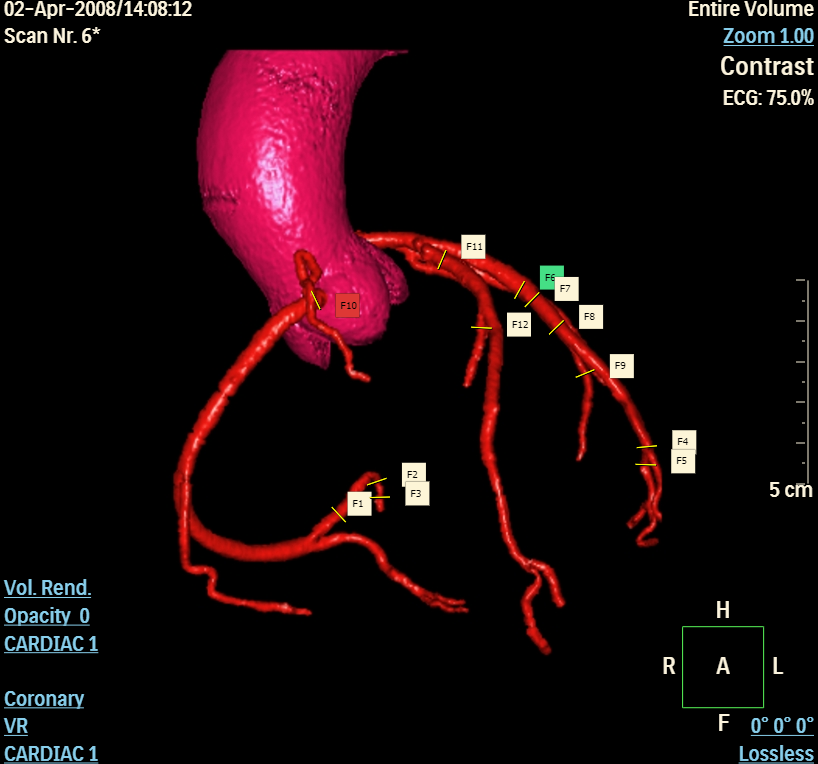 02-Apr-2008/14:08:12
Scan Nr. 6*
Entire Volume
Zoom 1.00
Contrast
ECG: 75.0%
F11
F6
F7
F10
F8
F12
F9
F4
F5
F2
F3
F1
5 cm
Vol. Rend.
Opacity 0
CARDIAC 1
Coronary
VR
CARDIAC 1
H
R A L
F
0° 0° 0°
Lossless